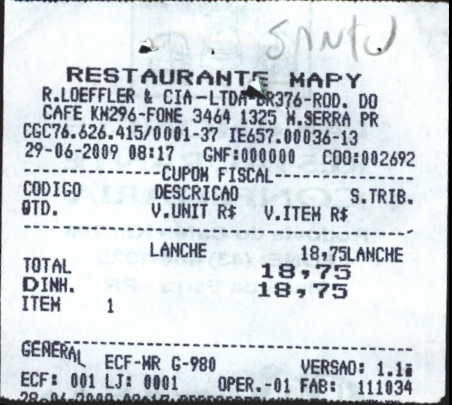 SANTO
RESTAURANTE MAPY
R.LOEFFLER & CIA-LTDA BR376-ROD. DO
CAFE KM296-FONE 3464 1325 M.SERRA PR
CGC76.626.415/0001-37 IE657.00036-13
29-06-2009 08:17 GNF:000000 COO:002692
CUPOM FISCAL
CODIGO DESCRICAO S.TRIB.
QTD. V.UNIT R$ V.ITEM R$
LANCHE 18,75LANCHE
TOTAL 18,75
DINH. 18,75
ITEM 1
GENERAL ECF-MR G-980 VERSAO: 1.1
ECF: 001 LJ: 0001 OPER.-01 FAB: 111034